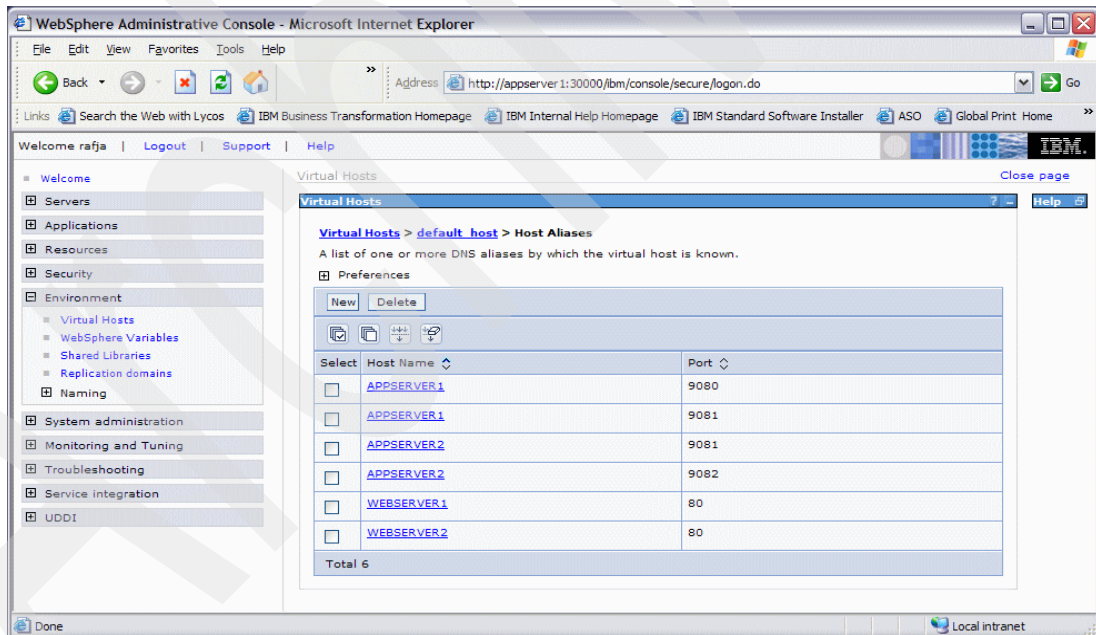 WebSphere Administrative Console - Microsoft Internet Explorer
File Edit View Favorites Tools Help
Back » Address http://appserver1:30000/ibm/console/secure/logon.do Go
Links Search the Web with Lycos IBM Business Transformation Homepage IBM Internal Help Homepage IBM Standard Software Installer ASO Global Print Home »
Welcome rafja | Logout | Support | Help IBM.
Welcome
Servers
Applications
Resources
Security
Environment
Virtual Hosts
WebSphere Variables
Shared Libraries
Replication domains
Naming
System administration
Monitoring and Tuning
Troubleshooting
Service integration
UDDI
Virtual Hosts Close page
Virtual Hosts ? – Help
Virtual Hosts > default_host > Host Aliases
A list of one or more DNS aliases by which the virtual host is known.
Preferences
New Delete
Select Host Name Port
APPSERVER1 9080
APPSERVER1 9081
APPSERVER2 9081
APPSERVER2 9082
WEBSERVER1 80
WEBSERVER2 80
Total 6
Done Local intranet